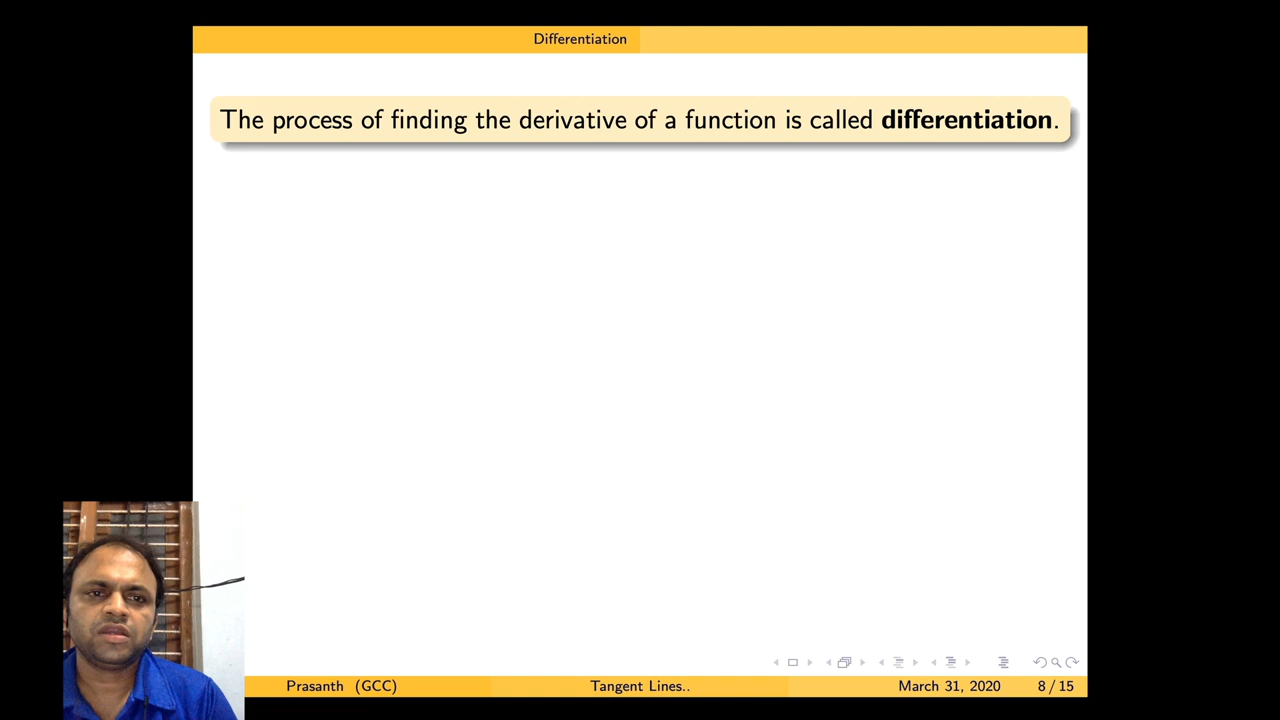 Differentiation
The process of finding the derivative of a function is called differentiation.
Prasanth (GCC) Tangent Lines.. March 31, 2020 8 / 15